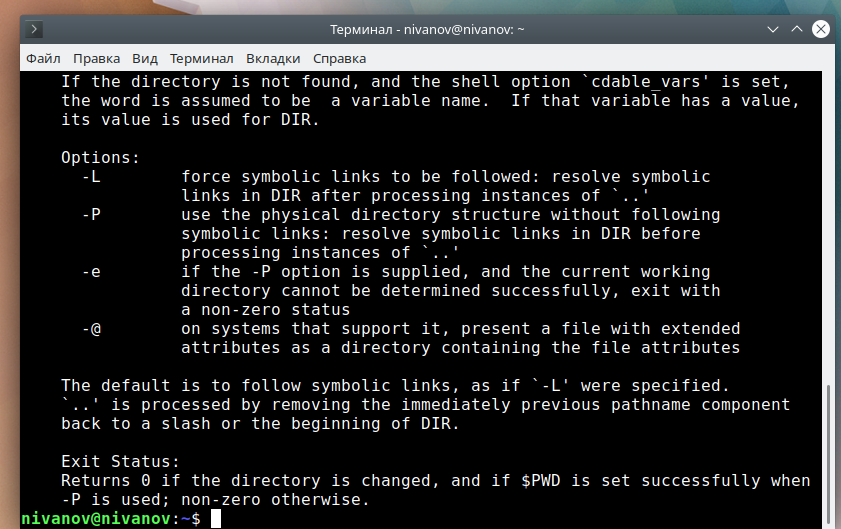 Терминал - nivanov@nivanov: ~
Файл Правка Вид Терминал Вкладки Справка
If the directory is not found, and the shell option `cdable_vars' is set,
the word is assumed to be  a variable name.  If that variable has a value,
its value is used for DIR.
Options:
-L        force symbolic links to be followed: resolve symbolic
links in DIR after processing instances of `..'
-P        use the physical directory structure without following
symbolic links: resolve symbolic links in DIR before
processing instances of `..'
-e        if the -P option is supplied, and the current working
directory cannot be determined successfully, exit with
a non-zero status
-@        on systems that support it, present a file with extended
attributes as a directory containing the file attributes
The default is to follow symbolic links, as if `-L' were specified.
`..' is processed by removing the immediately previous pathname component
back to a slash or the beginning of DIR.
Exit Status:
Returns 0 if the directory is changed, and if $PWD is set successfully when
-P is used; non-zero otherwise.
nivanov@nivanov:~$